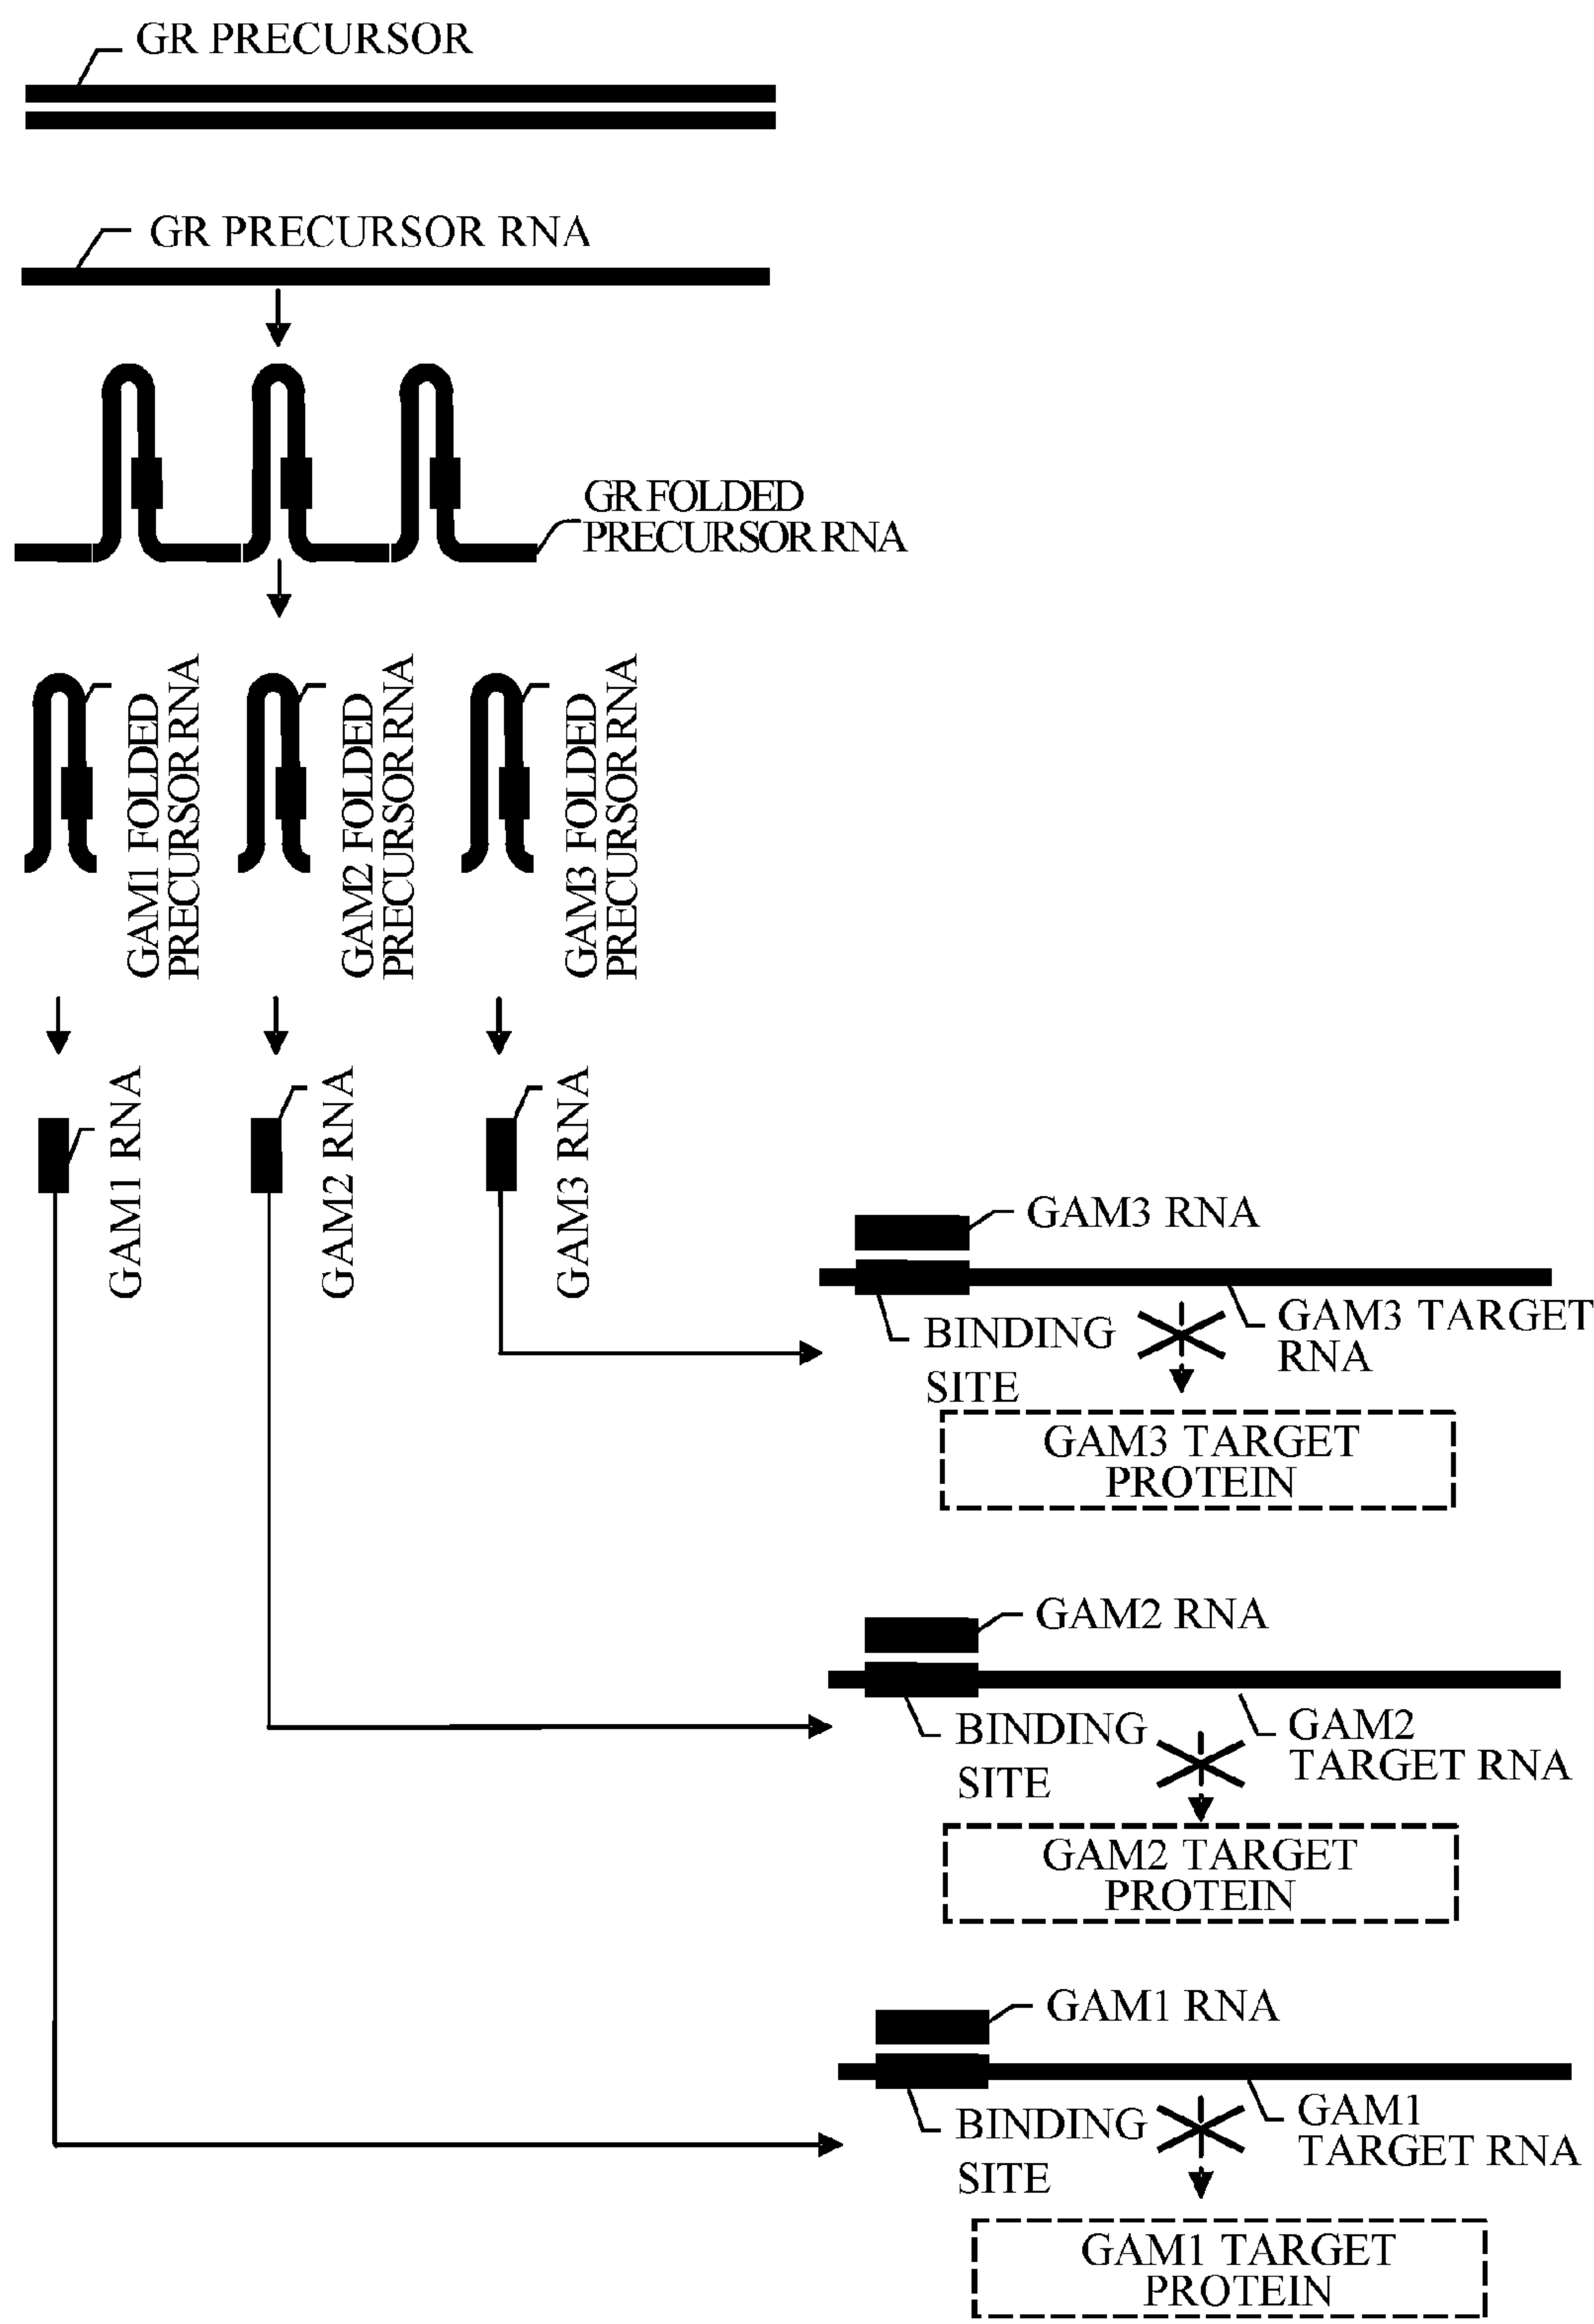 GR PRECURSOR
GR PRECURSOR RNA
GR FOLDED
PRECURSOR RNA
GAM1 FOLDED
PRECURSOR RNA
GAM2 FOLDED
PRECURSOR RNA
GAM3 FOLDED
PRECURSOR RNA
GAM1 RNA
GAM2 RNA
GAM3 RNA
GAM3 RNA
BINDING
SITE
GAM3 TARGET
RNA
GAM3 TARGET
PROTEIN
GAM2 RNA
BINDING
SITE
GAM2
TARGET RNA
GAM2 TARGET
PROTEIN
GAM1 RNA
BINDING
SITE
GAM1
TARGET RNA
GAM1 TARGET
PROTEIN